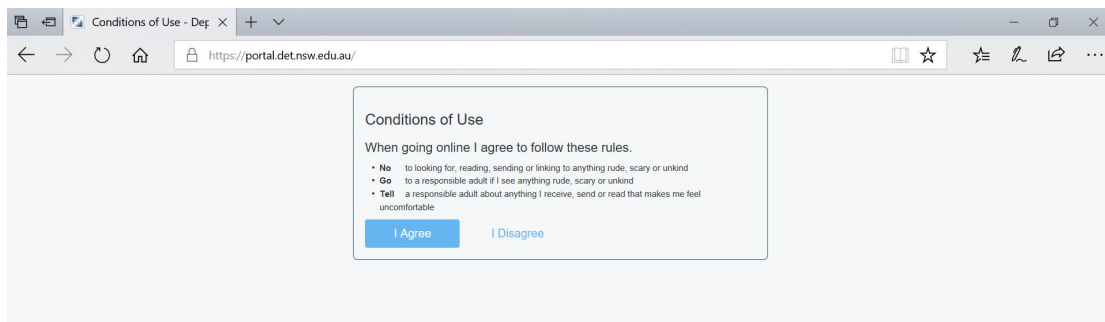 Conditions of Use - Dep
https://portal.det.nsw.edu.au/
Conditions of Use
When going online I agree to follow these rules.
• No to looking for, reading, sending or linking to anything rude, scary or unkind
• Go to a responsible adult if I see anything rude, scary or unkind
• Tell a responsible adult about anything I receive, send or read that makes me feel
uncomfortable
I Agree I Disagree